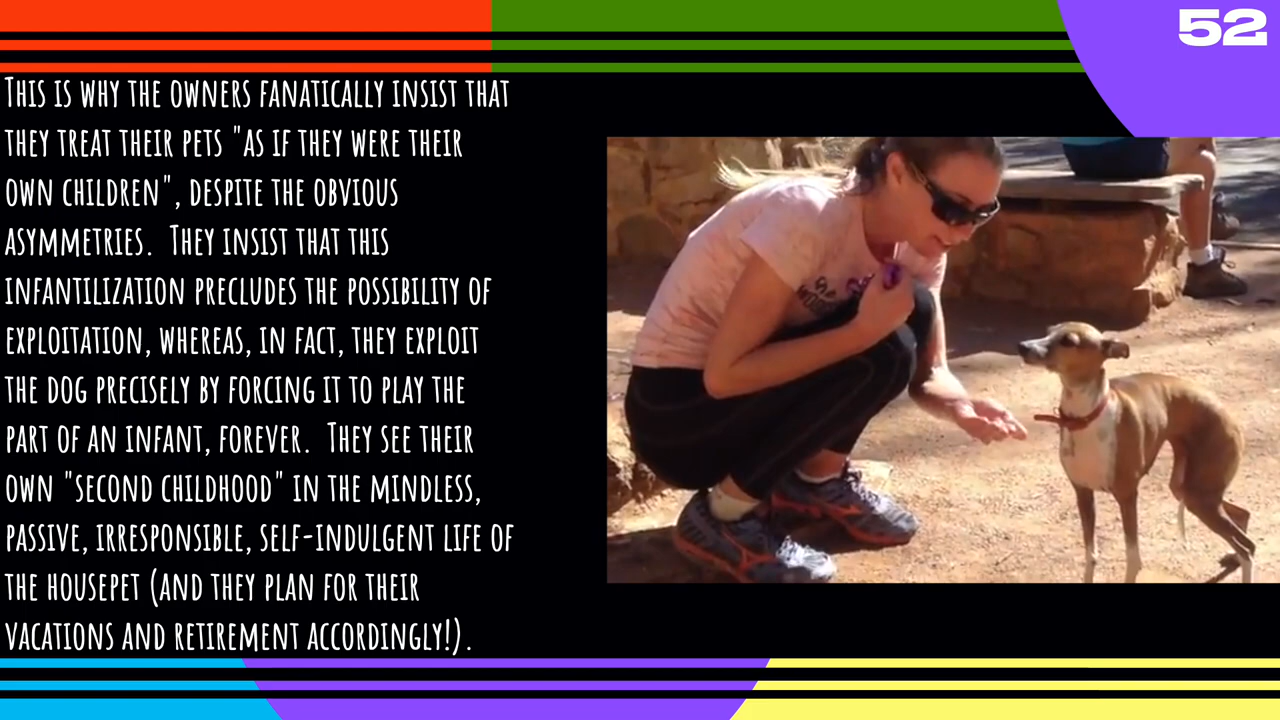 52
This is why the owners fanatically insist that
they treat their pets "as if they were their
own children", despite the obvious
asymmetries.  They insist that this
infantilization precludes the possibility of
exploitation, whereas, in fact, they exploit
the dog precisely by forcing it to play the
part of an infant, forever.  They see their
own "second childhood" in the mindless,
passive, irresponsible, self-indulgent life of
the housepet (and they plan for their
vacations and retirement accordingly!).